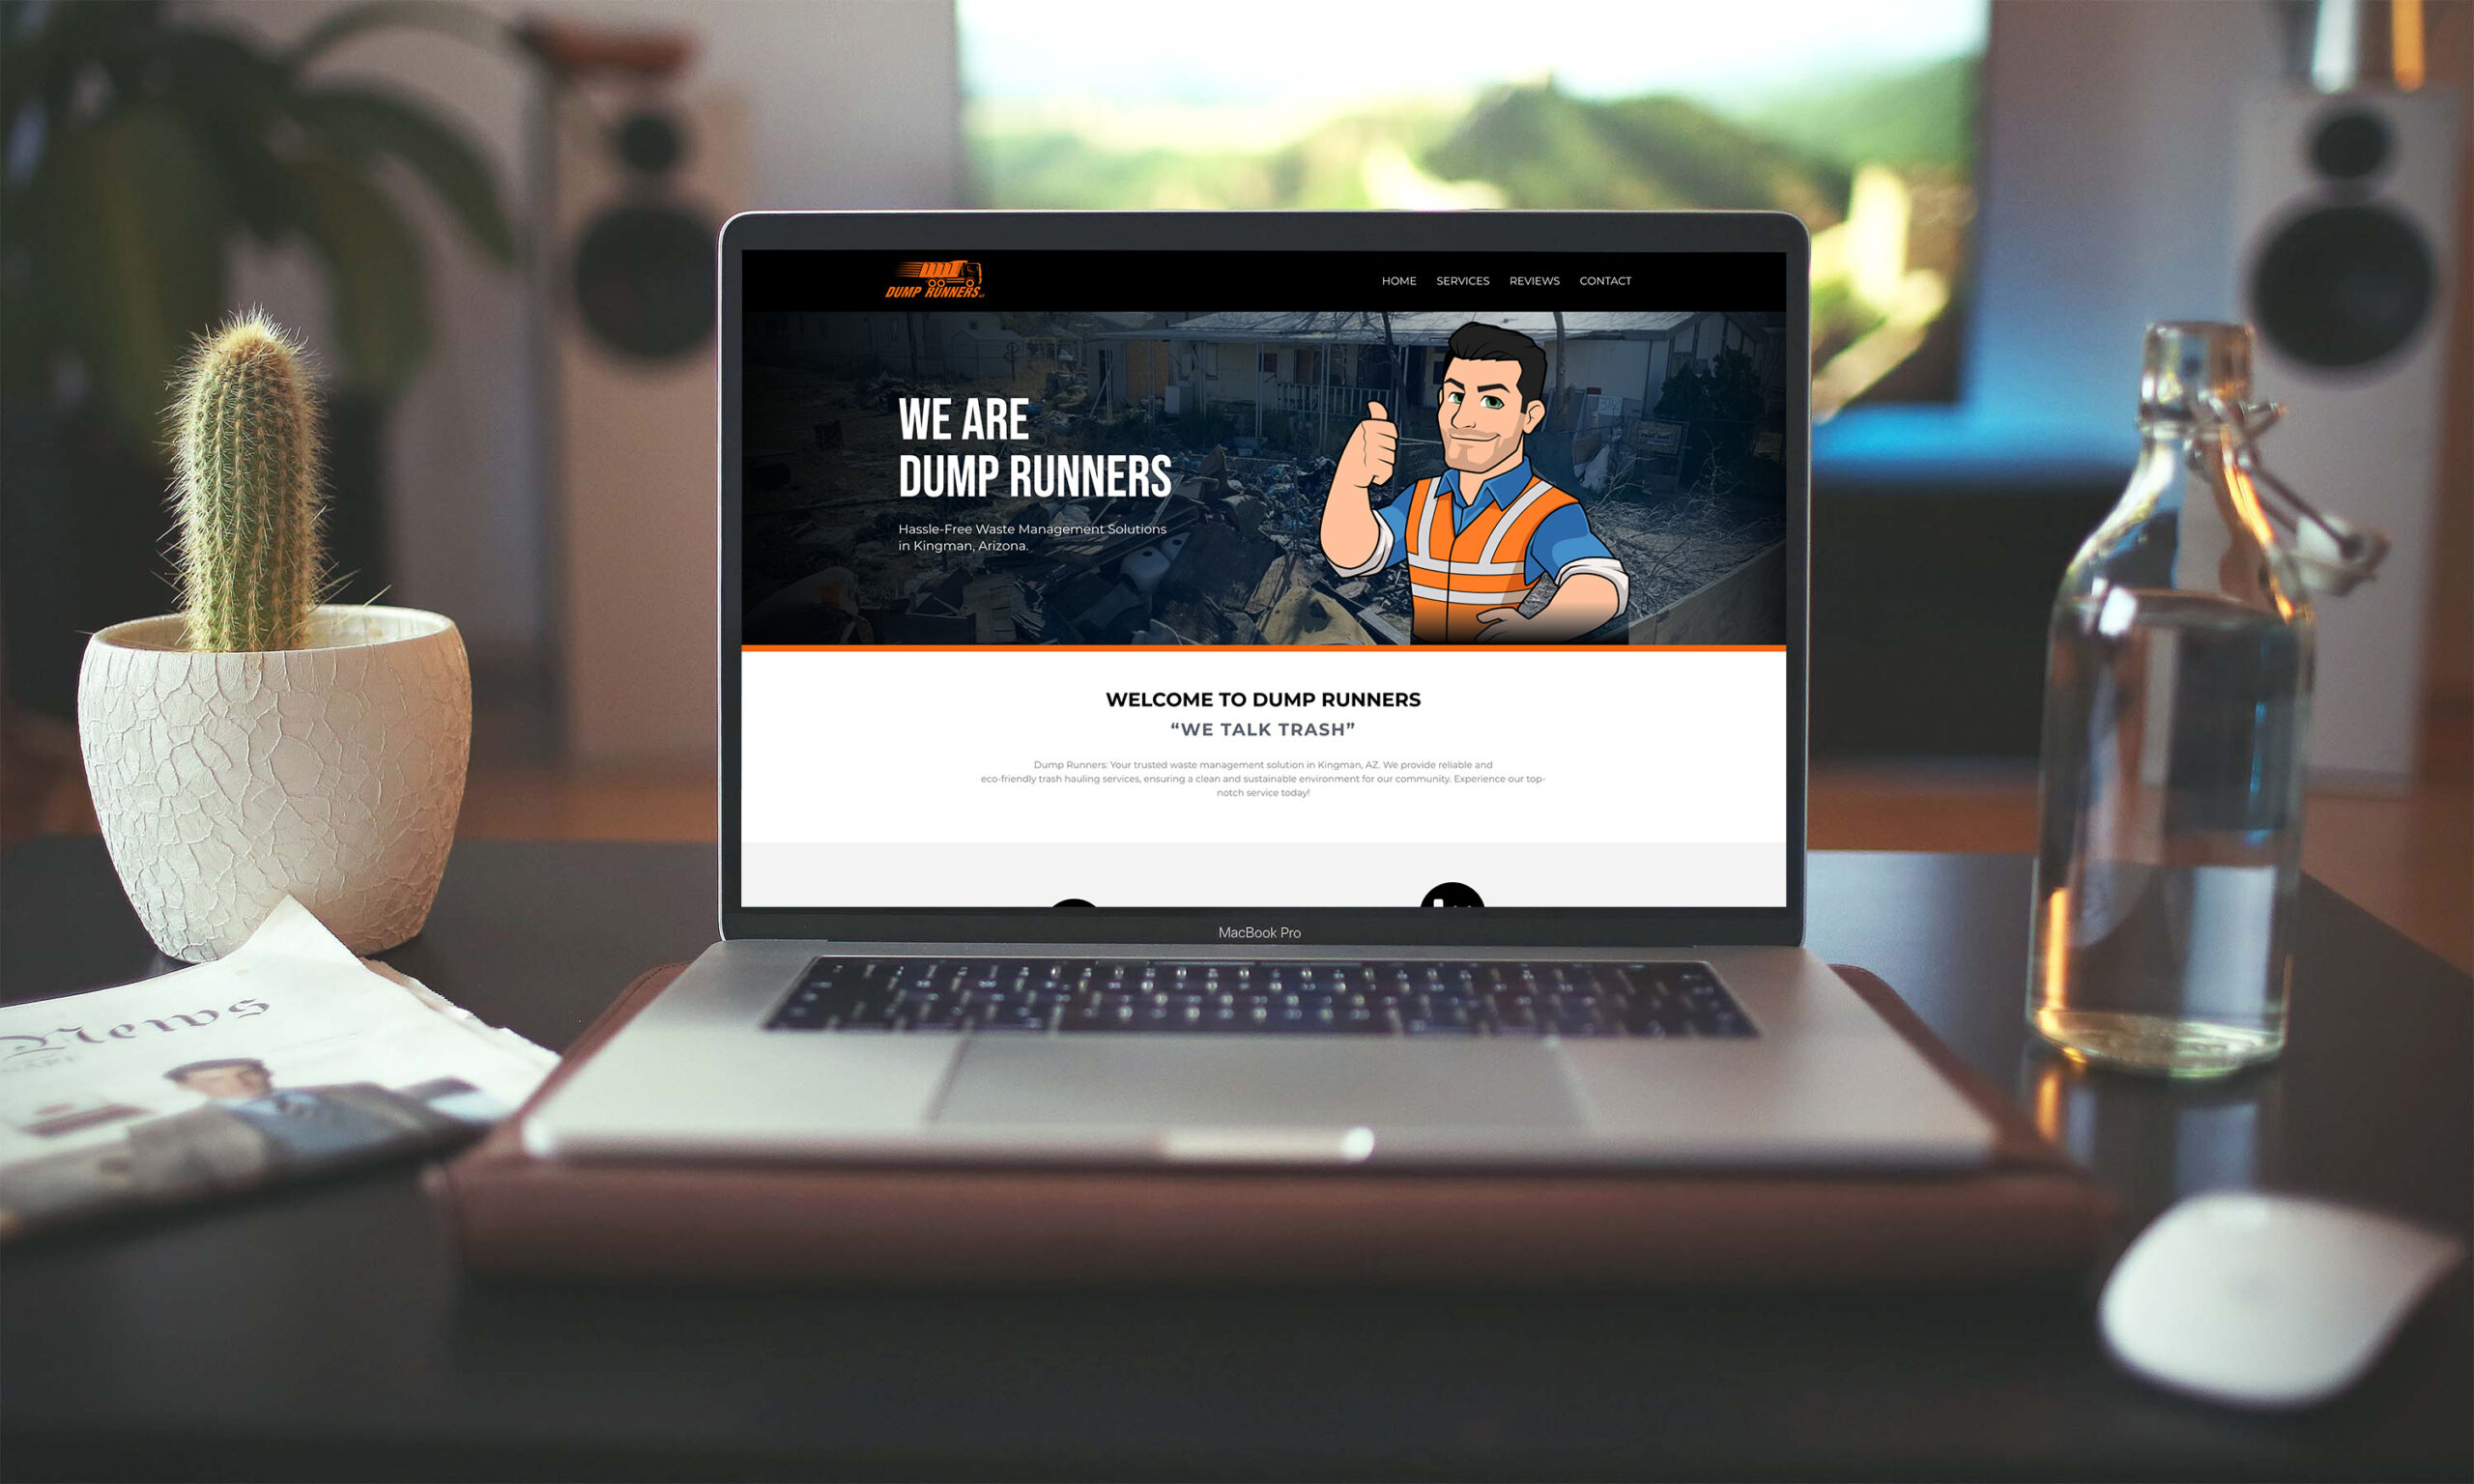 DUMP RUNNERS
HOME SERVICES REVIEWS CONTACT
WE ARE
DUMP RUNNERS
Hassle-Free Waste Management Solutions
in Kingman, Arizona.
WELCOME TO DUMP RUNNERS
“WE TALK TRASH”
Dump Runners: Your trusted waste management solution in Kingman, AZ. We provide reliable and
eco-friendly trash hauling services, ensuring a clean and sustainable environment for our community. Experience our top-
notch service today!
MacBook Pro
News